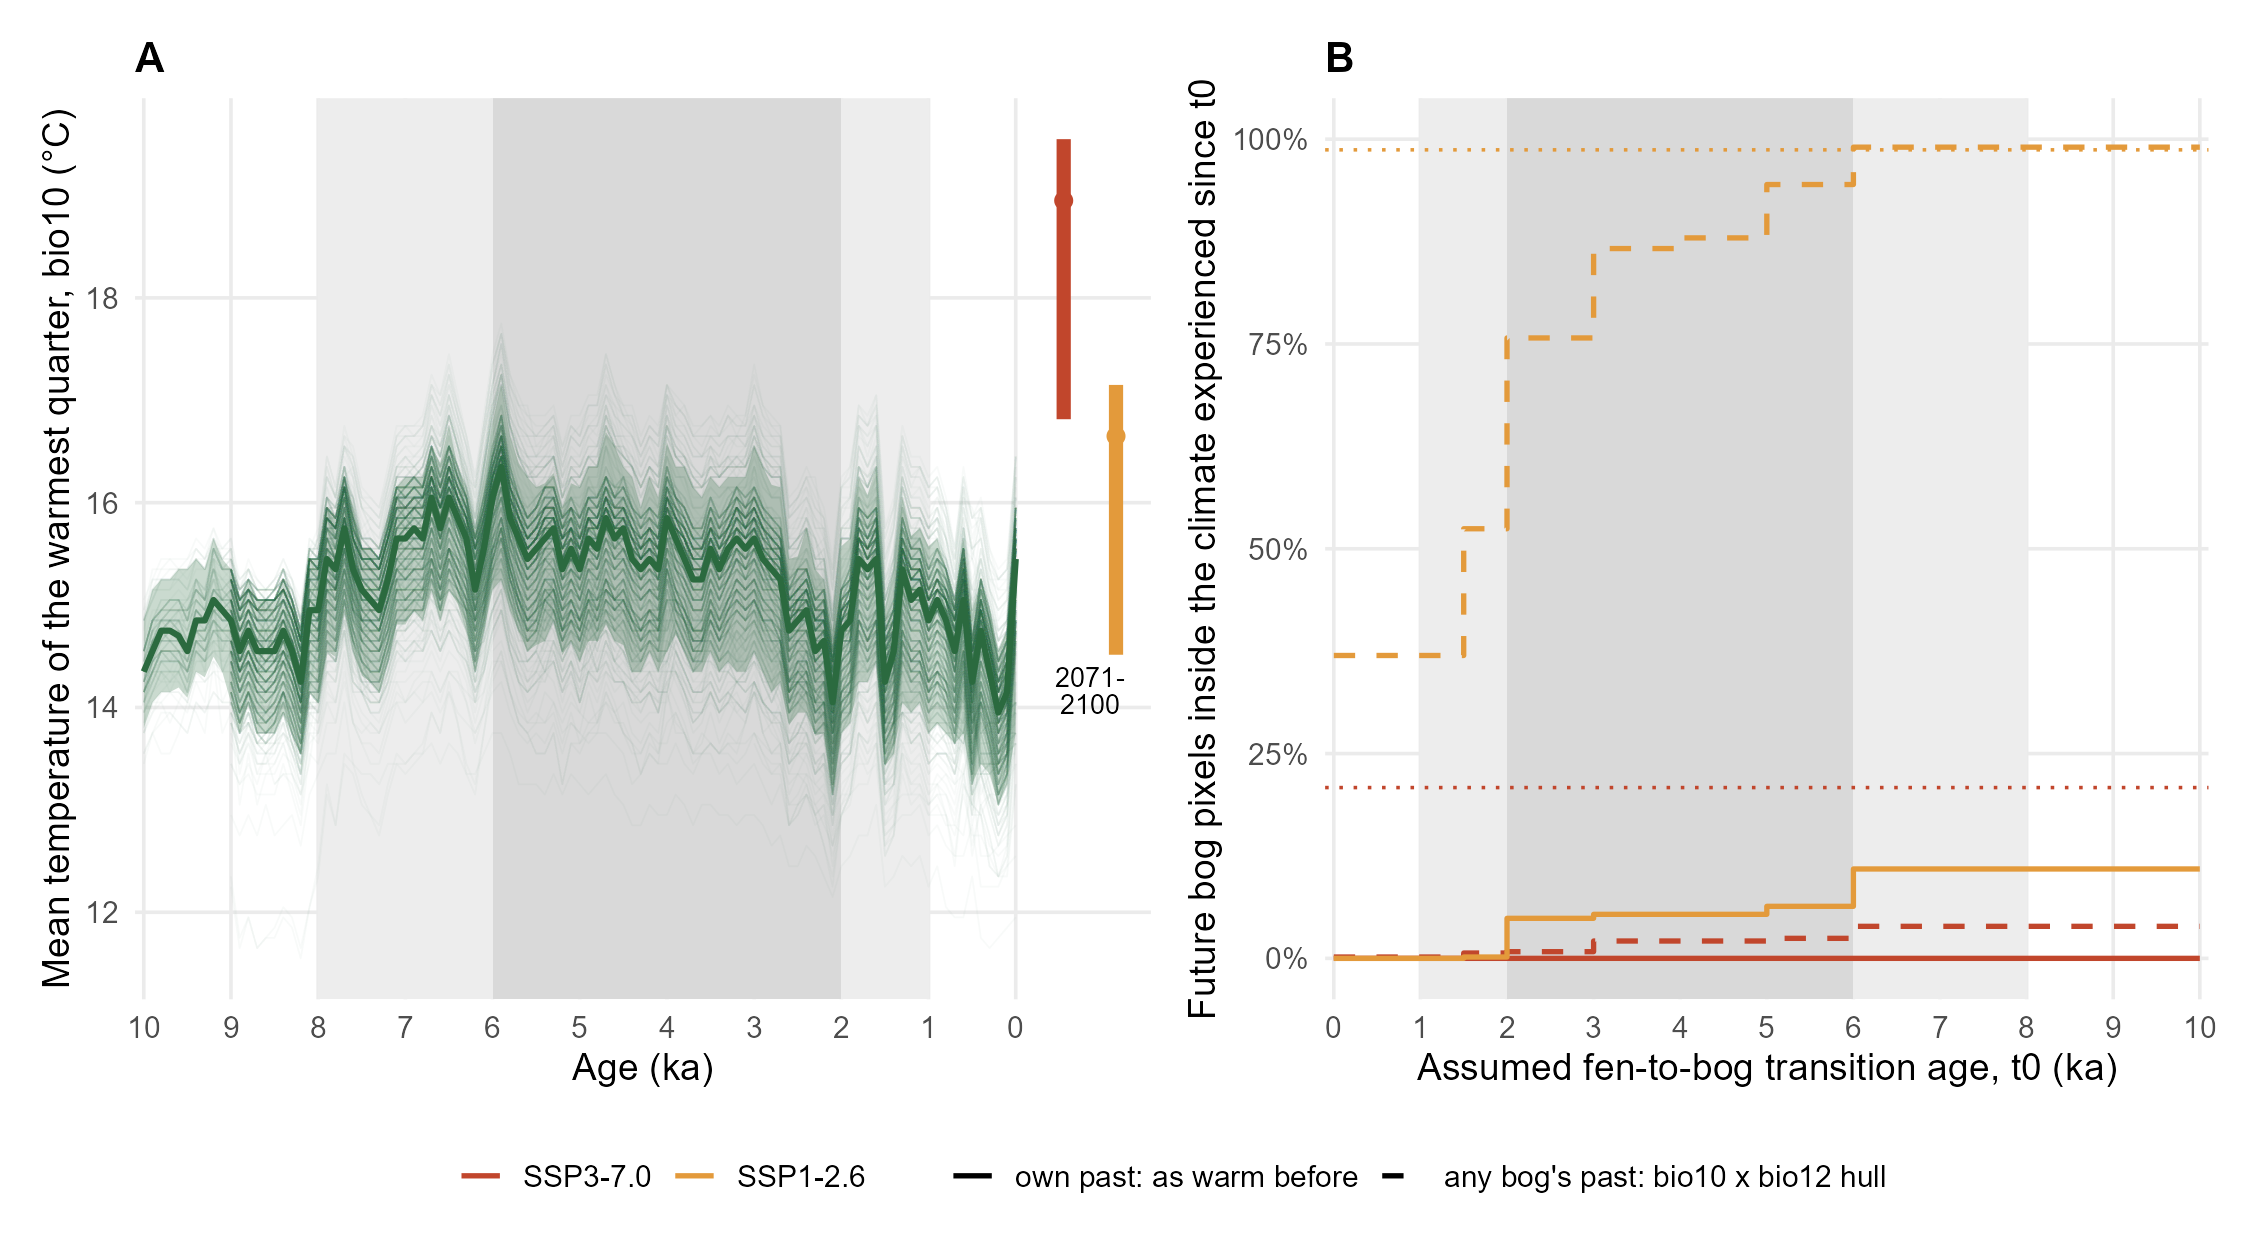 A
Mean temperature of the warmest quarter, bio10 (°C)
18
16
14
12
10 9 8 7 6 5 4 3 2 1 0
Age (ka)
2071-
2100
B
Future bog pixels inside the climate experienced since t0
100%
75%
50%
25%
0%
0 1 2 3 4 5 6 7 8 9 10
Assumed fen-to-bog transition age, t0 (ka)
SSP3-7.0 SSP1-2.6 own past: as warm before any bog's past: bio10 x bio12 hull